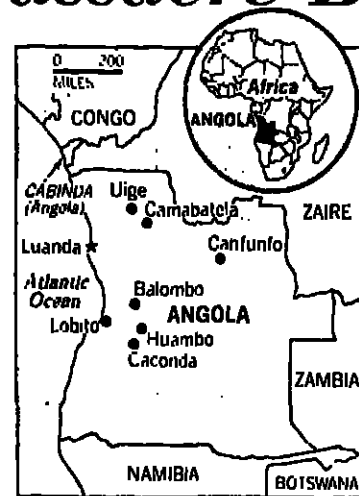 0 200
MILES
Africa
CONGO
ANGOLA
CABINDA
(Angola)
Uige
Camabatela
ZAIRE
Luanda
Canfunfo
Atlantic
Ocean
Balombo
Lobito
ANGOLA
Huambo
Caconda
ZAMBIA
NAMIBIA
BOTSWANA